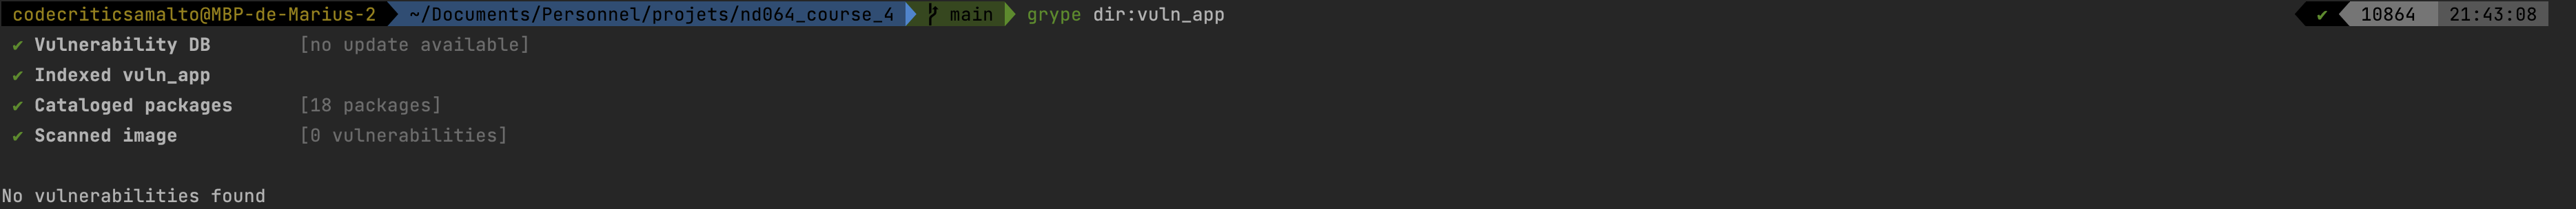 codecriticsamalto@MBP-de-Marius-2 ~/Documents/Personnel/projets/nd064_course_4 main grype dir:vuln_app ✔ 10864 21:43:08
✔ Vulnerability DB [no update available]
✔ Indexed vuln_app
✔ Cataloged packages [18 packages]
✔ Scanned image [0 vulnerabilities]
No vulnerabilities found